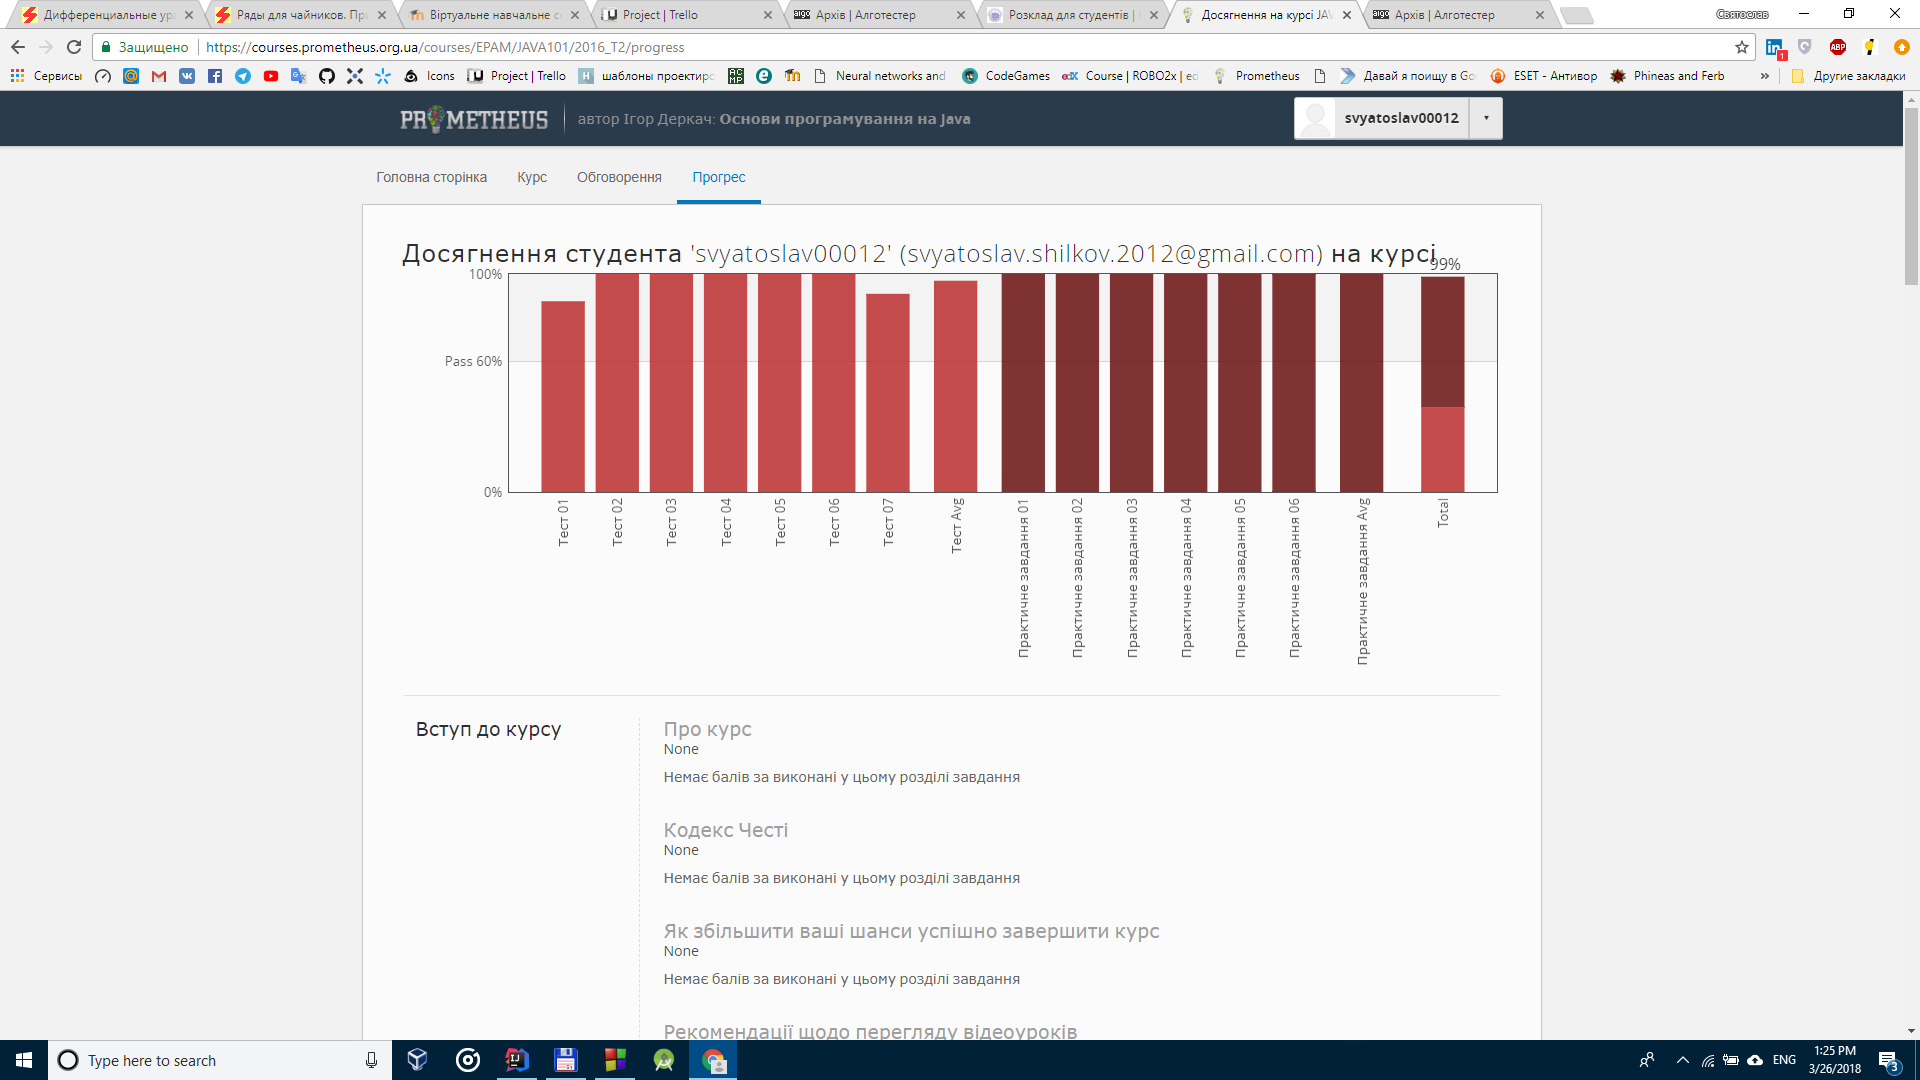 Дифференциальные ура
Ряды для чайников. Пр
Віртуальне навчальне с
Project | Trello
Архів | Алготестер
Розклад для студентів |
Досягнення на курсі JAV
Архів | Алготестер
Святослав
Защищено
https://courses.prometheus.org.ua/courses/EPAM/JAVA101/2016_T2/progress
Сервисы
Icons
Project | Trello
шаблоны проектир
Neural networks and
CodeGames
Course | ROBO2x | ed
Prometheus
Давай я поищу в Go
ESET - Антивор
Phineas and Ferb
»
Другие закладки
PROMETHEUS
автор Ігор Деркач: Основи програмування на Java
svyatoslav00012
Головна сторінка
Курс
Обговорення
Прогрес
Досягнення студента 'svyatoslav00012' (svyatoslav.shilkov.2012@gmail.com) на курсі
99%
100%
Pass 60%
0%
Тест 01
Тест 02
Тест 03
Тест 04
Тест 05
Тест 06
Тест 07
Тест Avg
Практичне завдання 01
Практичне завдання 02
Практичне завдання 03
Практичне завдання 04
Практичне завдання 05
Практичне завдання 06
Практичне завдання Avg
Total
Вступ до курсу
Про курс
None
Немає балів за виконані у цьому розділі завдання
Кодекс Честі
None
Немає балів за виконані у цьому розділі завдання
Як збільшити ваші шанси успішно завершити курс
None
Немає балів за виконані у цьому розділі завдання
Рекомендації щодо перегляду відеоуроків
Type here to search
ENG
1:25 PM
3/26/2018
3